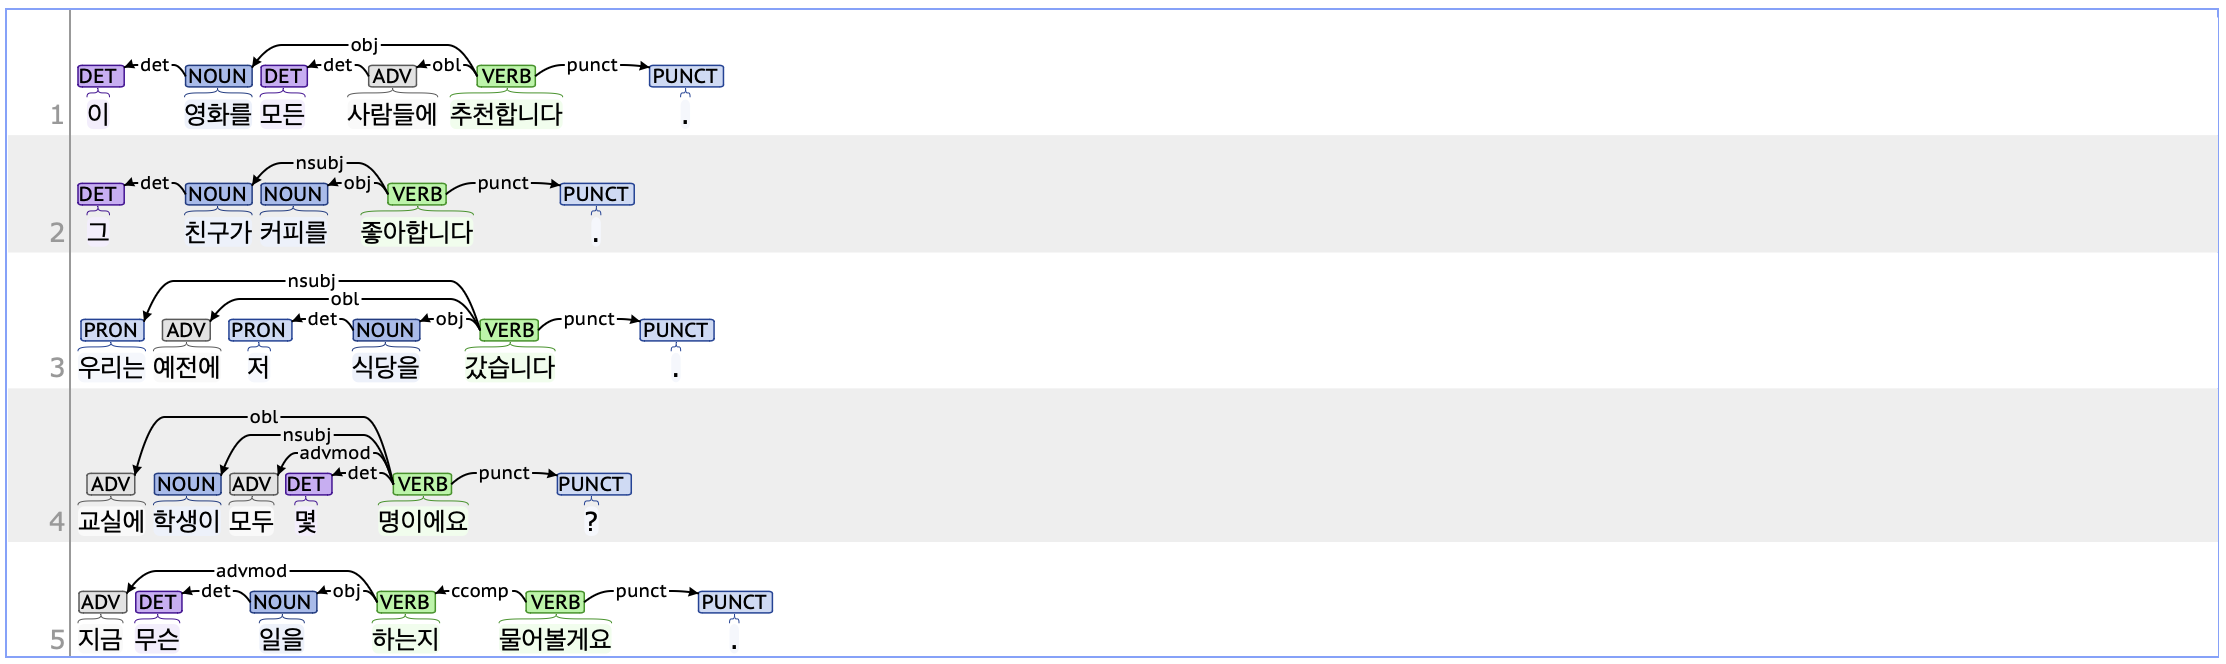 obj
det det obl punct
DET NOUN DET ADV VERB PUNCT
1 이 영화를 모든 사람들에 추천합니다 .
nsubj
det obj punct
DET NOUN NOUN VERB PUNCT
2 그 친구가 커피를 좋아합니다 .
nsubj
obl
det obj punct
PRON ADV PRON NOUN VERB PUNCT
3 우리는 예전에 저 식당을 갔습니다 .
obl
nsubj
advmod
det punct
ADV NOUN ADV DET VERB PUNCT
4 교실에 학생이 모두 몇 명이에요 ?
advmod
det obj ccomp punct
ADV DET NOUN VERB VERB PUNCT
5 지금 무슨 일을 하는지 물어볼게요 .